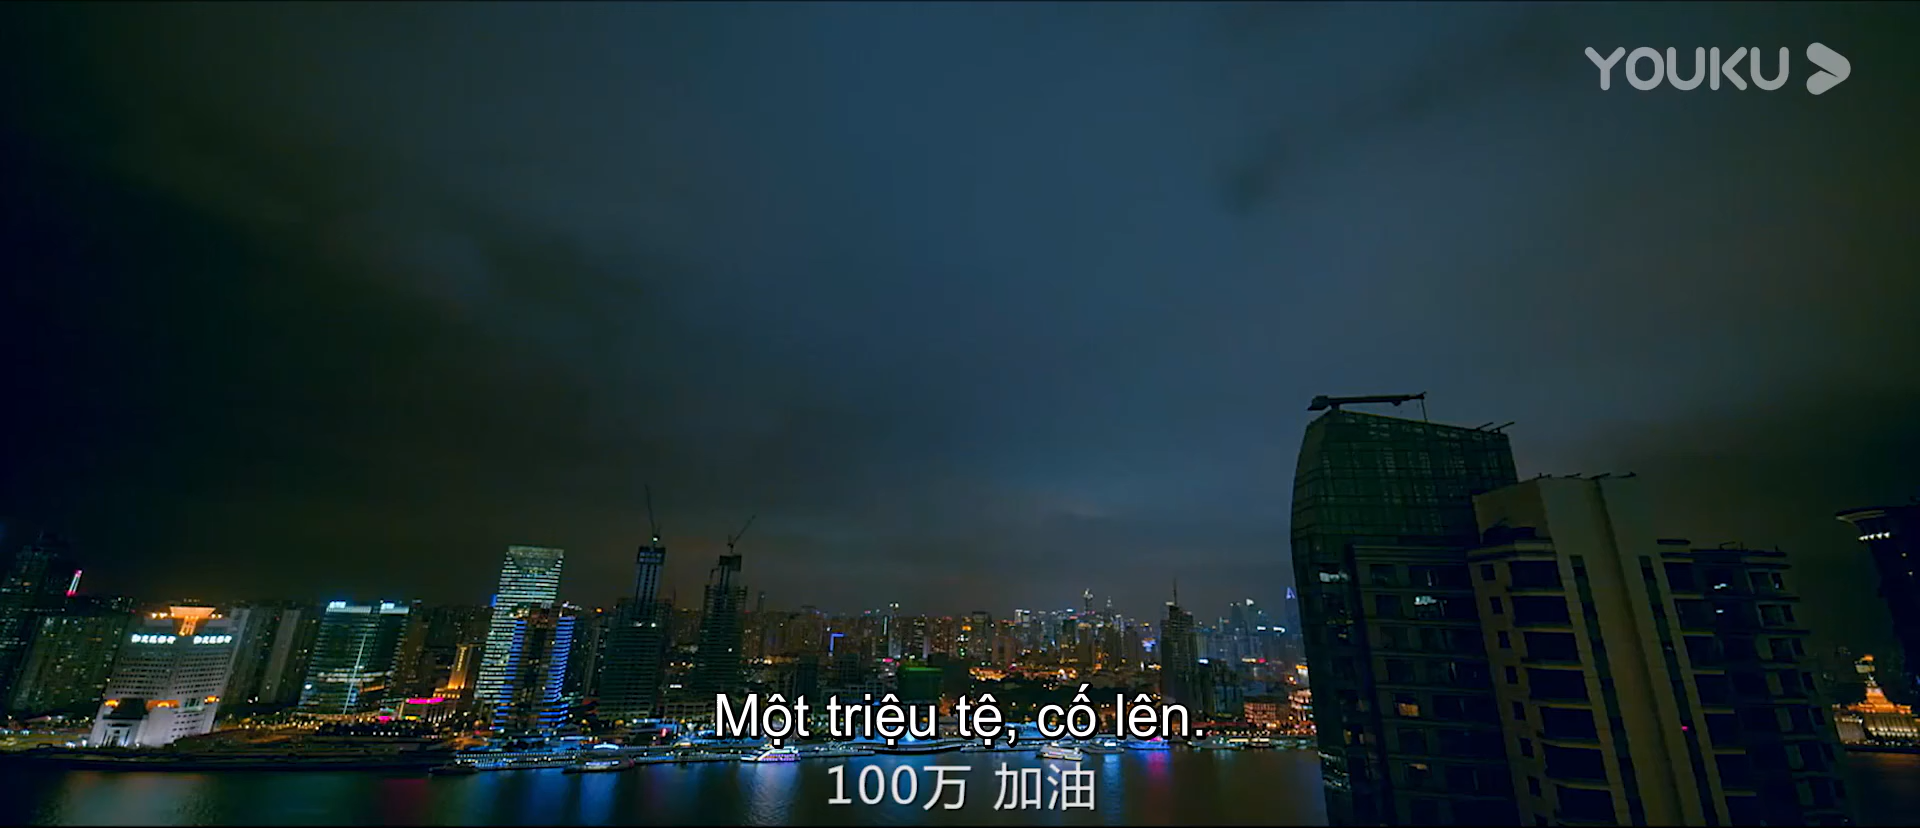 YOUKU
Một triệu tệ, cố lên.
100万 加油